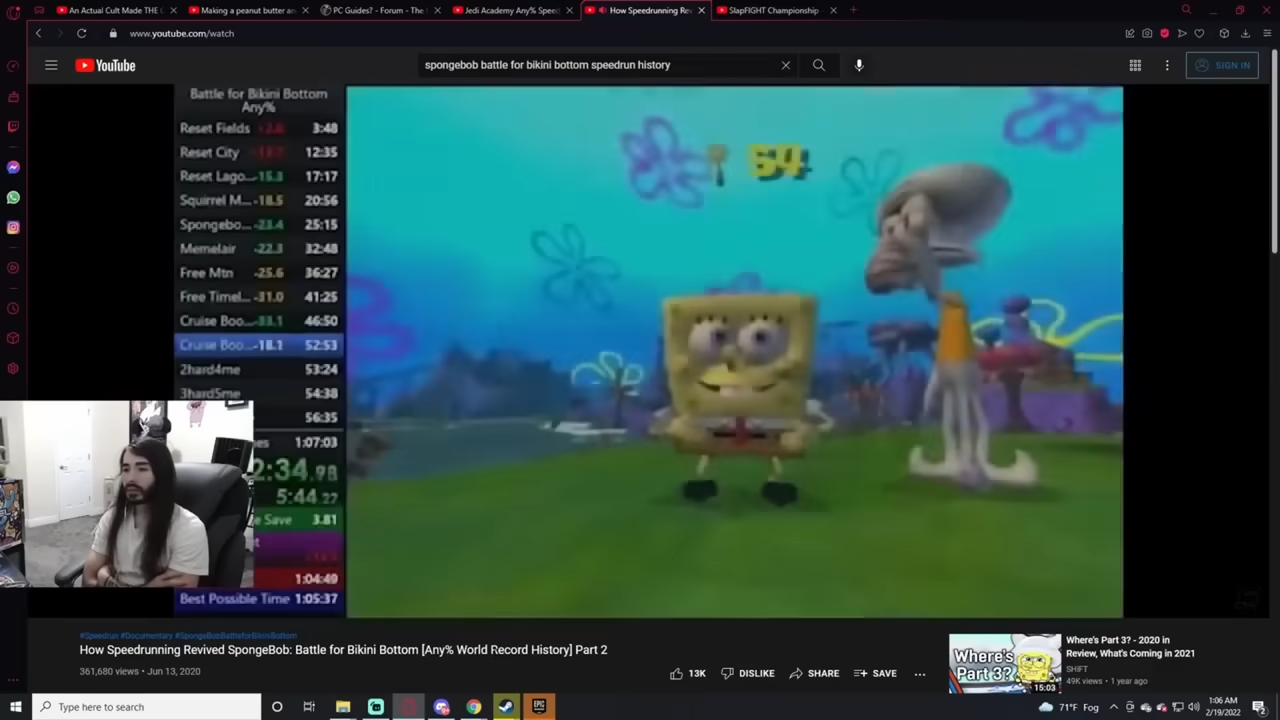 An Actual Cult Made THE
Making a peanut butter an
PC Guides? - Forum - The
Jedi Academy Any% Speed
How Speedrunning Rev
SlapFIGHT Championship
www.youtube.com/watch
YouTube
spongebob battle for bikini bottom speedrun history
SIGN IN
Battle for Bikini Bottom
Any%
Reset Fields 3:48
Reset City 12:35
Reset Lago... -15.3 17:17
Squirrel M... -18.5 20:56
Spongebo... -23.4 25:15
Memelair -22.3 32:48
Free Mtn -25.6 36:27
Free Timel... -31.0 41:25
Cruise Boo... -33.1 46:50
Cruise Boo... -18.1 52:53
2hard4me 53:24
3hard5me 54:38
56:35
1:07:03
2:34.98
5:44
e Save 3.81
1:04:49
Best Possible Time 1:05:37
54
#Speedrun #Documentary #SpongeBobBattleforBikiniBottom
How Speedrunning Revived SpongeBob: Battle for Bikini Bottom [Any% World Record History] Part 2
361,680 views • Jun 13, 2020
13K
DISLIKE
SHARE
SAVE
Where's
Part 3?
15:03
Where's Part 3? - 2020 in
Review, What's Coming in 2021
SHIFT
49K views • 1 year ago
Type here to search
EPIC
71°F Fog
1:06 AM
2/19/2022
2